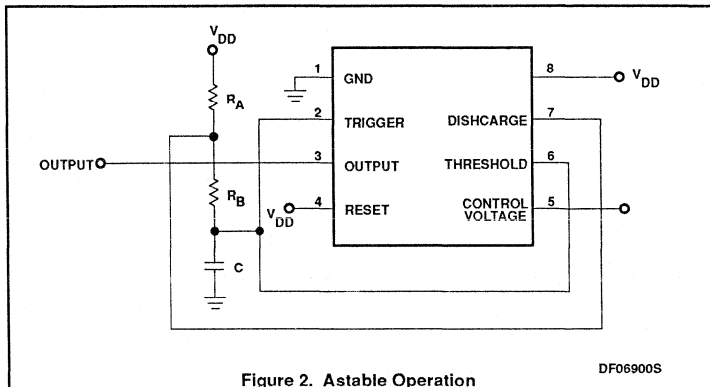 VDD
1
GND
8
VDD
RA
2
TRIGGER
DISHCARGE
7
OUTPUT
3
OUTPUT
THRESHOLD
6
RB
VDD
4
RESET
CONTROL
VOLTAGE
5
C
Figure 2. Astable Operation
DF06900S